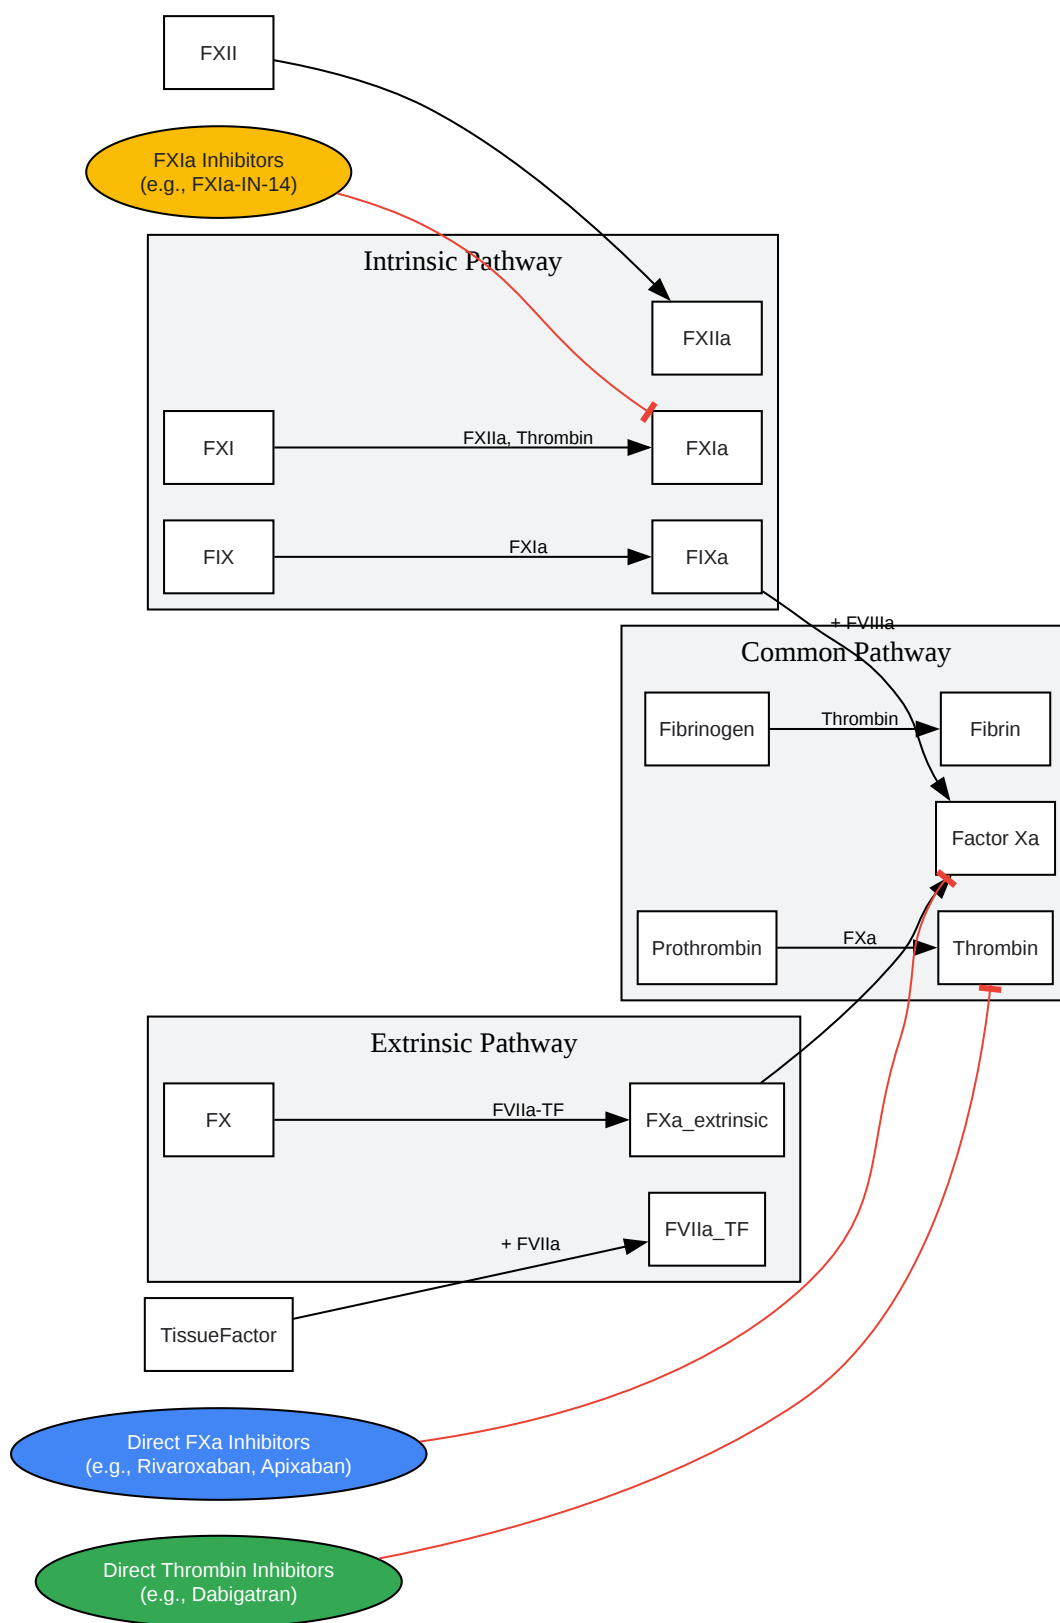 FXII
FXIa Inhibitors
(e.g., FXIa-IN-14)
Intrinsic Pathway
FXIIa
FXI
FXIIa, Thrombin
FXIa
FIX
FXIa
FIXa
+ FVIIIa
Common Pathway
Fibrinogen
Thrombin
Fibrin
Factor Xa
Prothrombin
FXa
Thrombin
Extrinsic Pathway
FX
FVIIa-TF
FXa_extrinsic
+ FVIIa
FVIIa_TF
TissueFactor
Direct FXa Inhibitors
(e.g., Rivaroxaban, Apixaban)
Direct Thrombin Inhibitors
(e.g., Dabigatran)